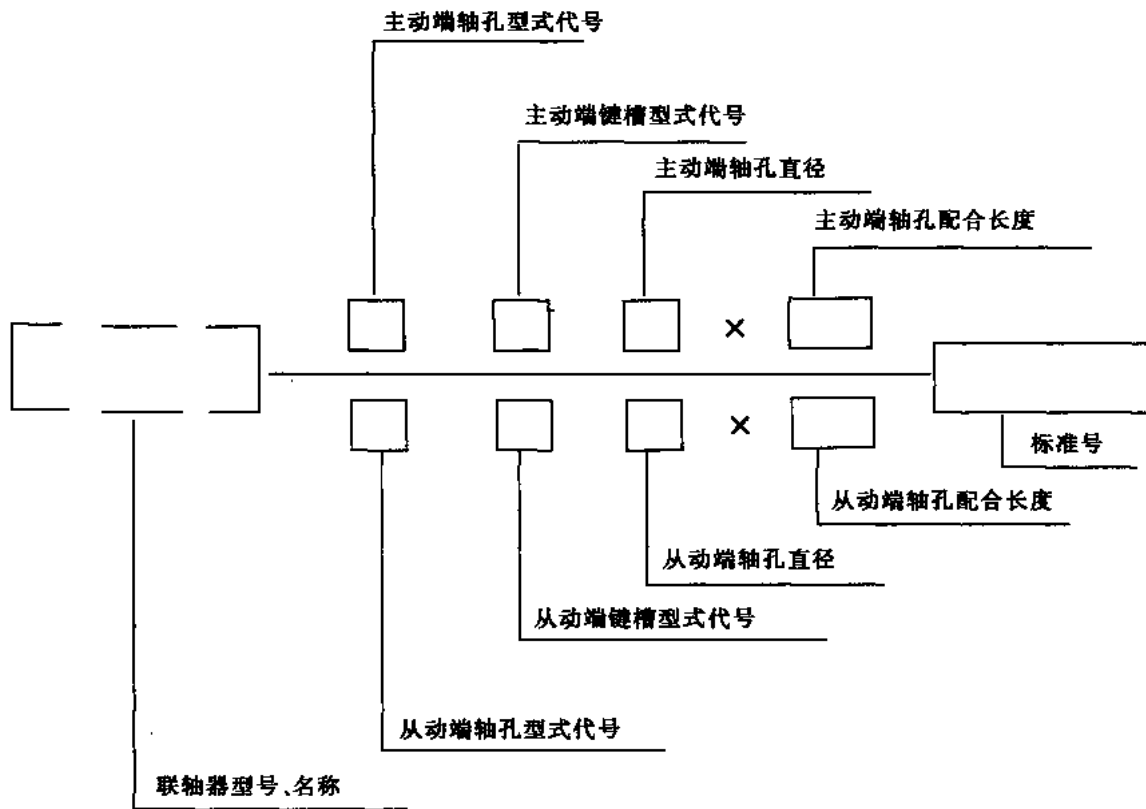 主动端轴孔型式代号
主动端键槽型式代号
主动端轴孔直径
主动端轴孔配合长度
×
×
标准号
从动端轴孔配合长度
从动端轴孔直径
从动端键槽型式代号
从动端轴孔型式代号
联轴器型号、名称